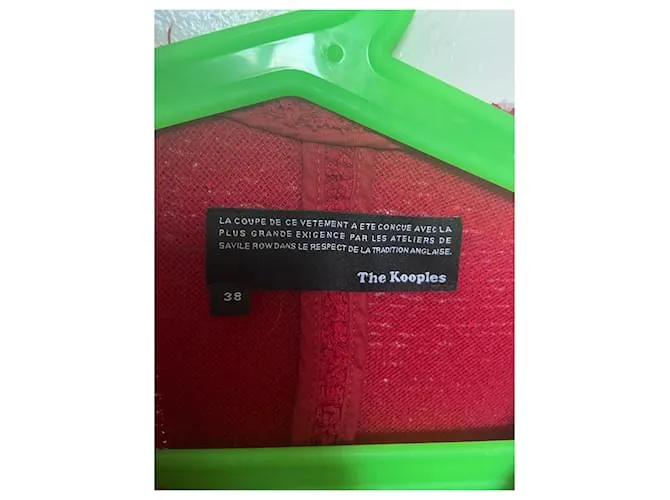 LA COUPE DE CE VETEMENT A ETE CONCUE AVEC LA
PLUS GRANDE EXIGENCE PAR LES ATELIERS DE
SAVILE ROW DANS LE RESPECT DE LA TRADITION ANGLAISE.
The Kooples
38